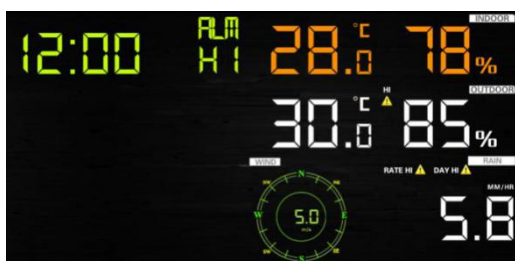 INDOOR
12:00 ALM HI 28.0 °C 78%
OUTDOOR
30.0 °C HI 85%
WIND
RAIN
RATE HI DAY HI
MM/HR
5.8
N
W 5.0 E
m/s
S